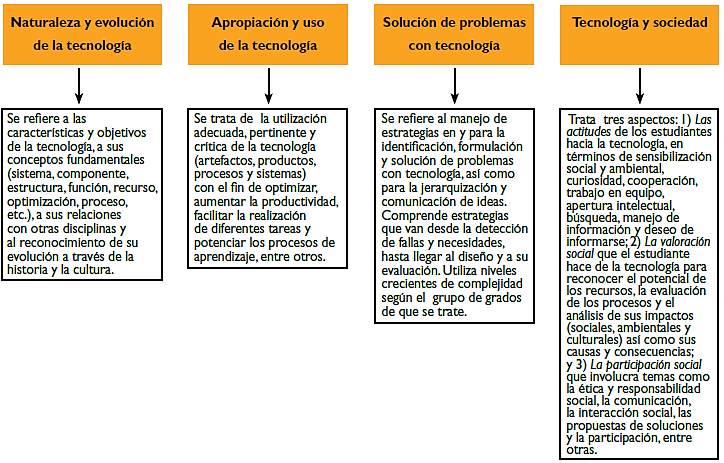 Naturaleza y evolución
de la tecnología
Se refiere a las
características y objetivos
de la tecnología, a sus
conceptos fundamentales
(sistema, componente,
estructura, función, recurso,
optimización, proceso,
etc.), a sus relaciones
con otras disciplinas y
al reconocimiento de su
evolución a través de la
historia y la cultura.
Apropiación y uso
de la tecnología
Se trata de la utilización
adecuada, pertinente y
crítica de la tecnología
(artefactos, productos,
procesos y sistemas)
con el fin de optimizar,
aumentar la productividad,
facilitar la realización
de diferentes tareas y
potenciar los procesos de
aprendizaje, entre otros.
Solución de problemas
con tecnología
Se refiere al manejo de
estrategias en y para la
identificación, formulación
y solución de problemas
con tecnología, así como
para la jerarquización y
comunicación de ideas.
Comprende estrategias
que van desde la detección
de fallas y necesidades,
hasta llegar al diseño y a su
evaluación. Utiliza niveles
crecientes de complejidad
según el grupo de grados
de que se trate.
Tecnología y sociedad
Trata tres aspectos: 1) Las
actitudes de los estudiantes
hacia la tecnología, en
términos de sensibilización
social y ambiental,
curiosidad, cooperación,
trabajo en equipo,
apertura intelectual,
búsqueda, manejo de
información y deseo de
informarse; 2) La valoración
social que el estudiante
hace de la tecnología para
reconocer el potencial de
los recursos, la evaluación
de los procesos y el
análisis de sus impactos
(sociales, ambientales y
culturales) así como sus
causas y consecuencias;
y 3) La participación social
que involucra temas como
la ética y responsabilidad
social, la comunicación,
la interacción social, las
propuestas de soluciones
y la participación, entre
otras.